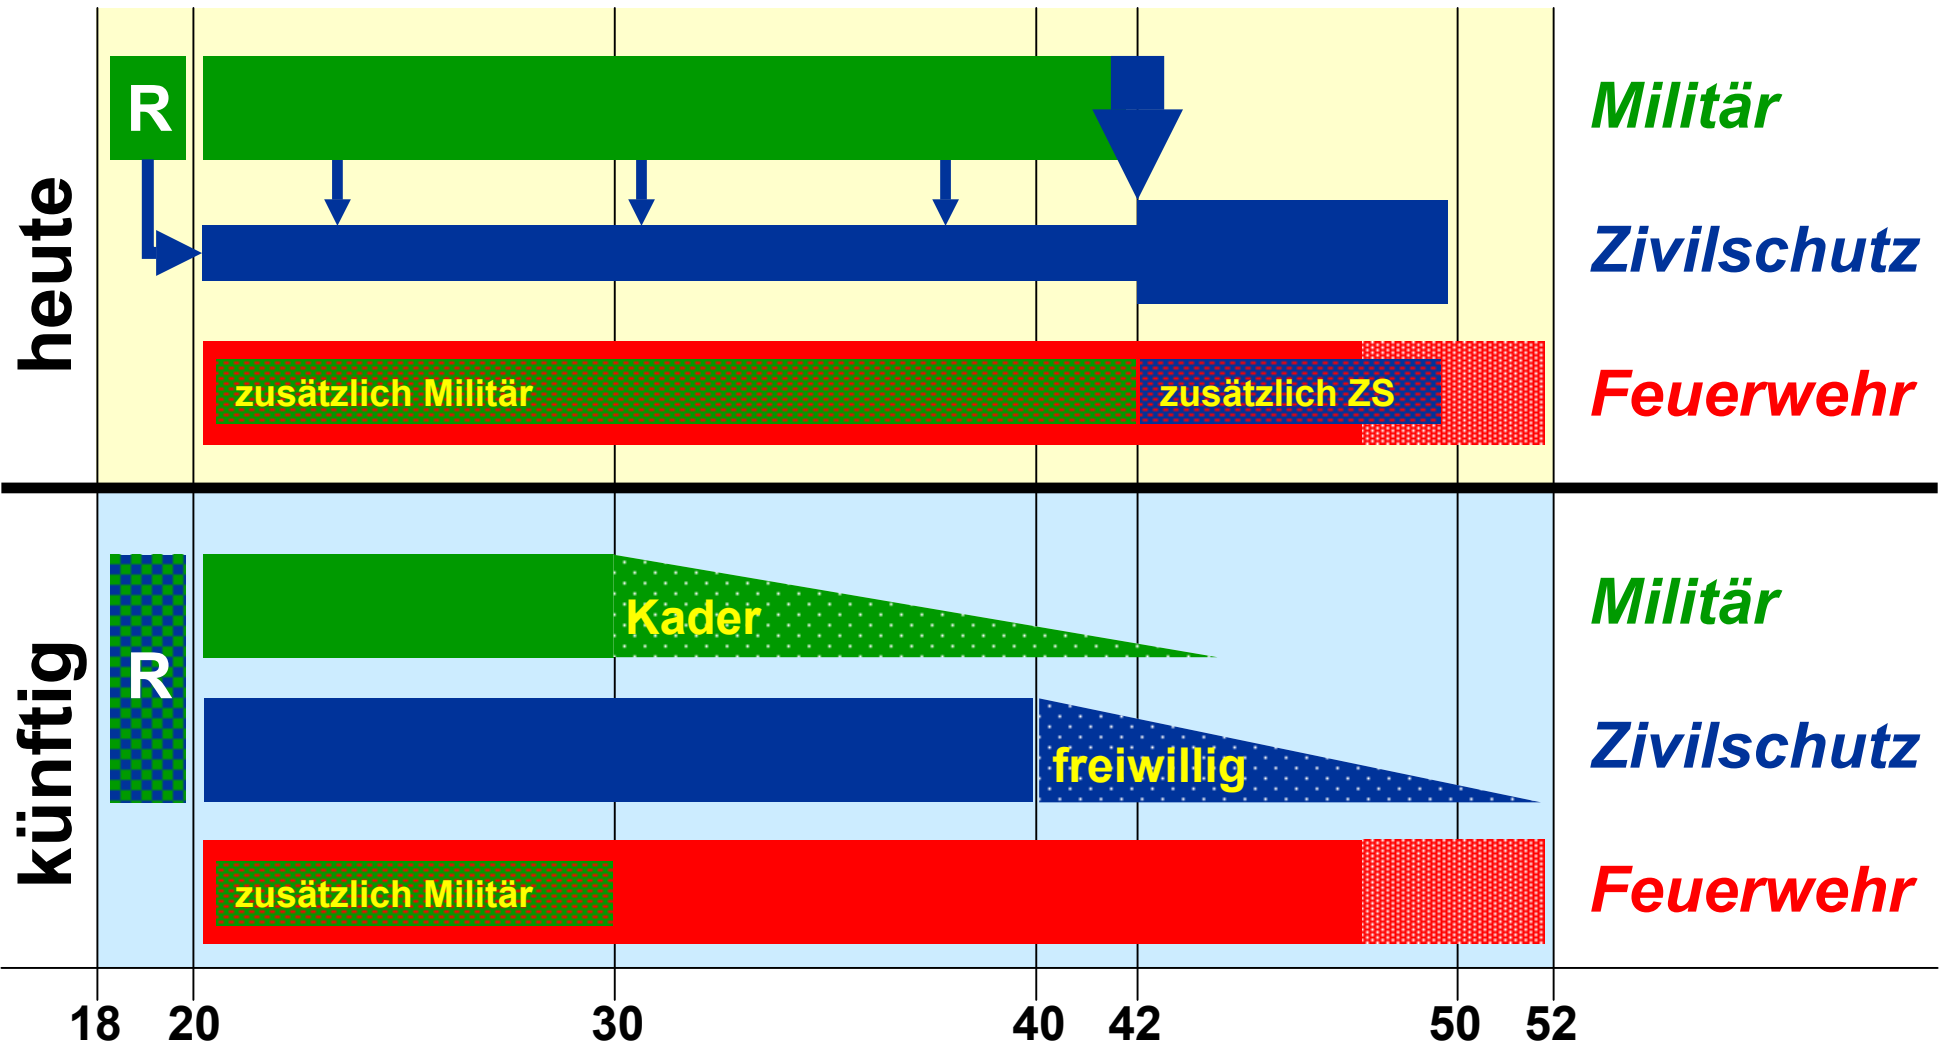 heute
R
Militär
Zivilschutz
zusätzlich Militär
zusätzlich ZS
Feuerwehr
künftig
R
Kader
Militär
freiwillig
Zivilschutz
zusätzlich Militär
Feuerwehr
18 20 30 40 42 50 52